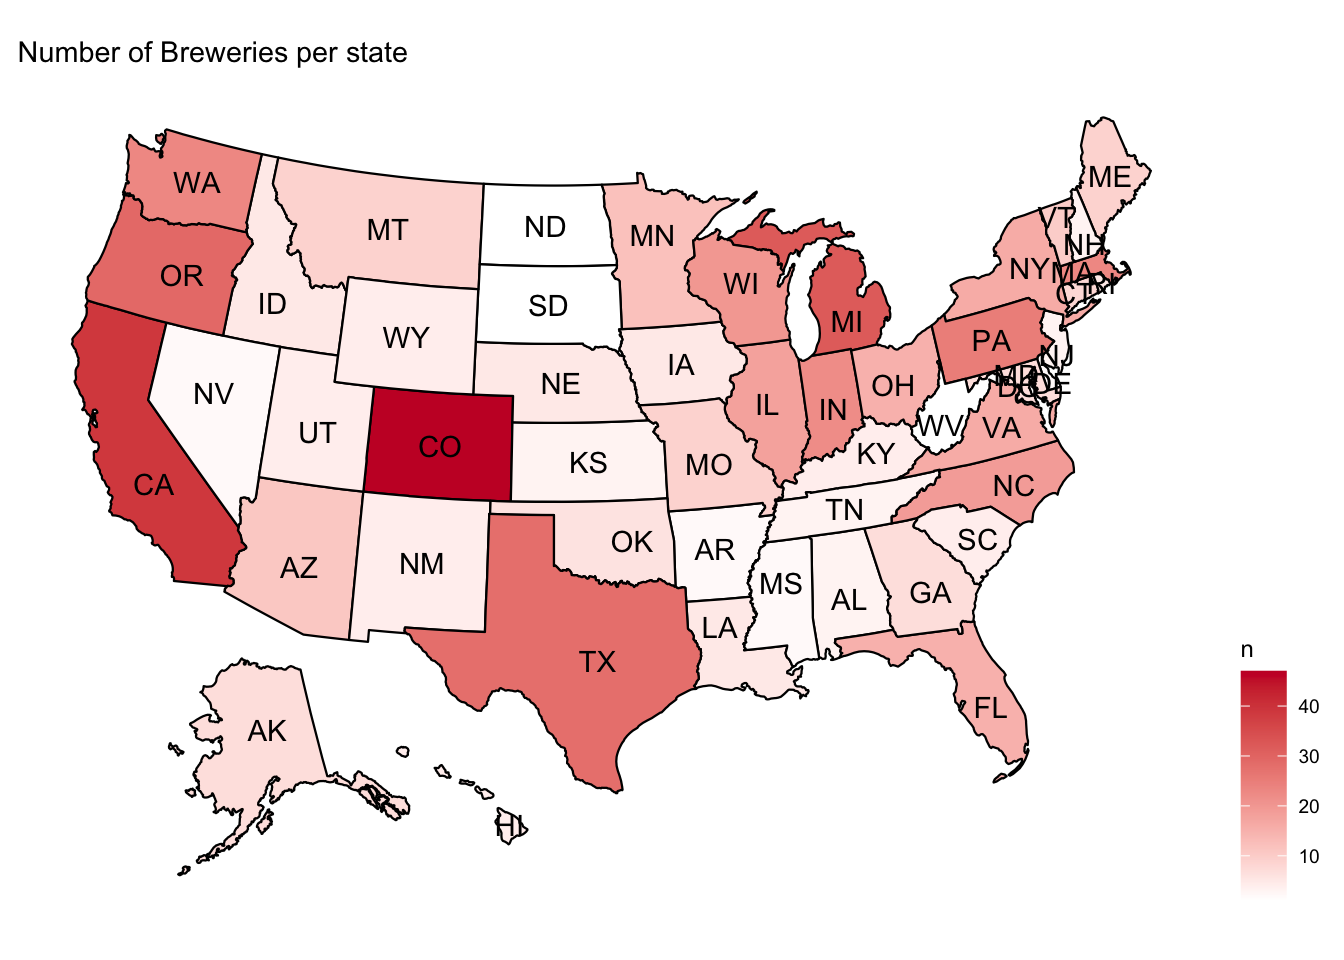 Number of Breweries per state
ME
WA
VT
MT
ND
MN
NH
OR
NY
MA
WI
RI
CT
ID
SD
MI
WY
PA
NJ
IA
MD
NE
OH
DE
DC
NV
IL
IN
WV
VA
UT
CO
KY
KS
MO
CA
NC
TN
OK
SC
AR
NM
AZ
MS
GA
AL
LA
TX
FL
AK
HI
n
40
30
20
10